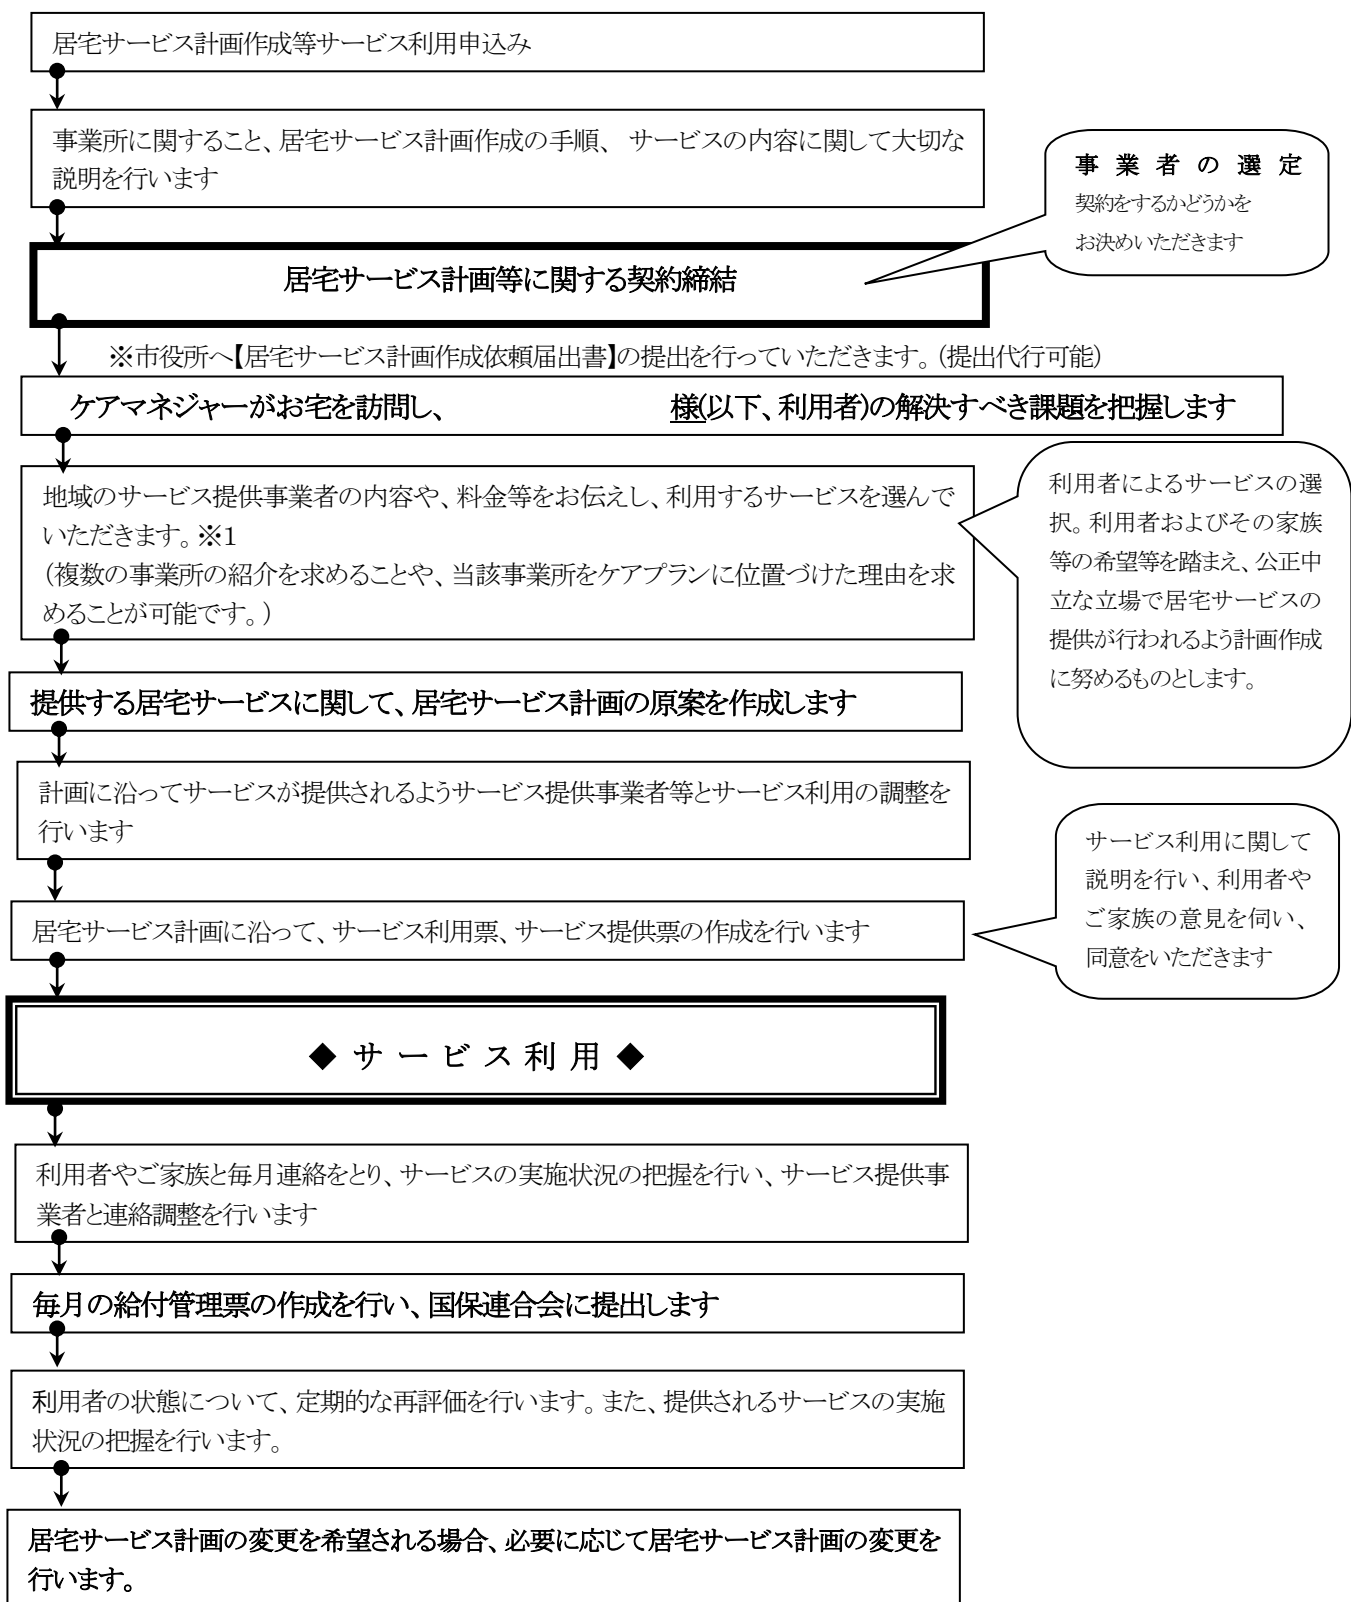 居宅サービス計画作成等サービス利用申込み
事業所に関すること、居宅サービス計画作成の手順、 サービスの内容に関して大切な
説明を行います
事業者の選定
契約をするかどうかを
お決めいただきます
居宅サービス計画等に関する契約締結
※市役所へ【居宅サービス計画作成依頼届出書】の提出を行っていただきます。(提出代行可能)
ケアマネジャーがお宅を訪問し、　　　　　　　　様(以下、利用者)の解決すべき課題を把握します
地域のサービス提供事業者の内容や、料金等をお伝えし、利用するサービスを選んで
いただきます。※1
(複数の事業所の紹介を求めることや、当該事業所をケアプランに位置づけた理由を求
めることが可能です。)
利用者によるサービスの選
択。利用者およびその家族
等の希望等を踏まえ、公正中
立な立場で居宅サービスの
提供が行われるよう計画作成
に努めるものとします。
提供する居宅サービスに関して、居宅サービス計画の原案を作成します
計画に沿ってサービスが提供されるようサービス提供事業者等とサービス利用の調整を
行います
サービス利用に関して
説明を行い、利用者や
ご家族の意見を伺い、
同意をいただきます
居宅サービス計画に沿って、サービス利用票、サービス提供票の作成を行います
◆ サ ー ビ ス 利 用 ◆
利用者やご家族と毎月連絡をとり、サービスの実施状況の把握を行い、サービス提供事
業者と連絡調整を行います
毎月の給付管理票の作成を行い、国保連合会に提出します
利用者の状態について、定期的な再評価を行います。また、提供されるサービスの実施
状況の把握を行います。
居宅サービス計画の変更を希望される場合、必要に応じて居宅サービス計画の変更を
行います。